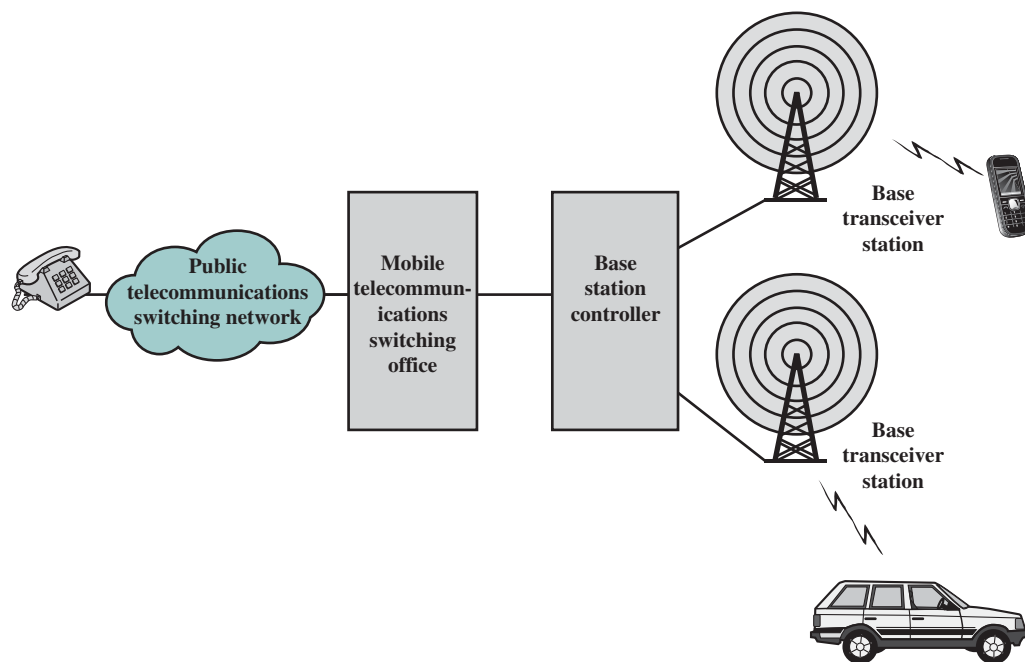 Public
telecommunications
switching network
Mobile
telecommun-
ications
switching
office
Base
station
controller
Base
transceiver
station
Base
transceiver
station